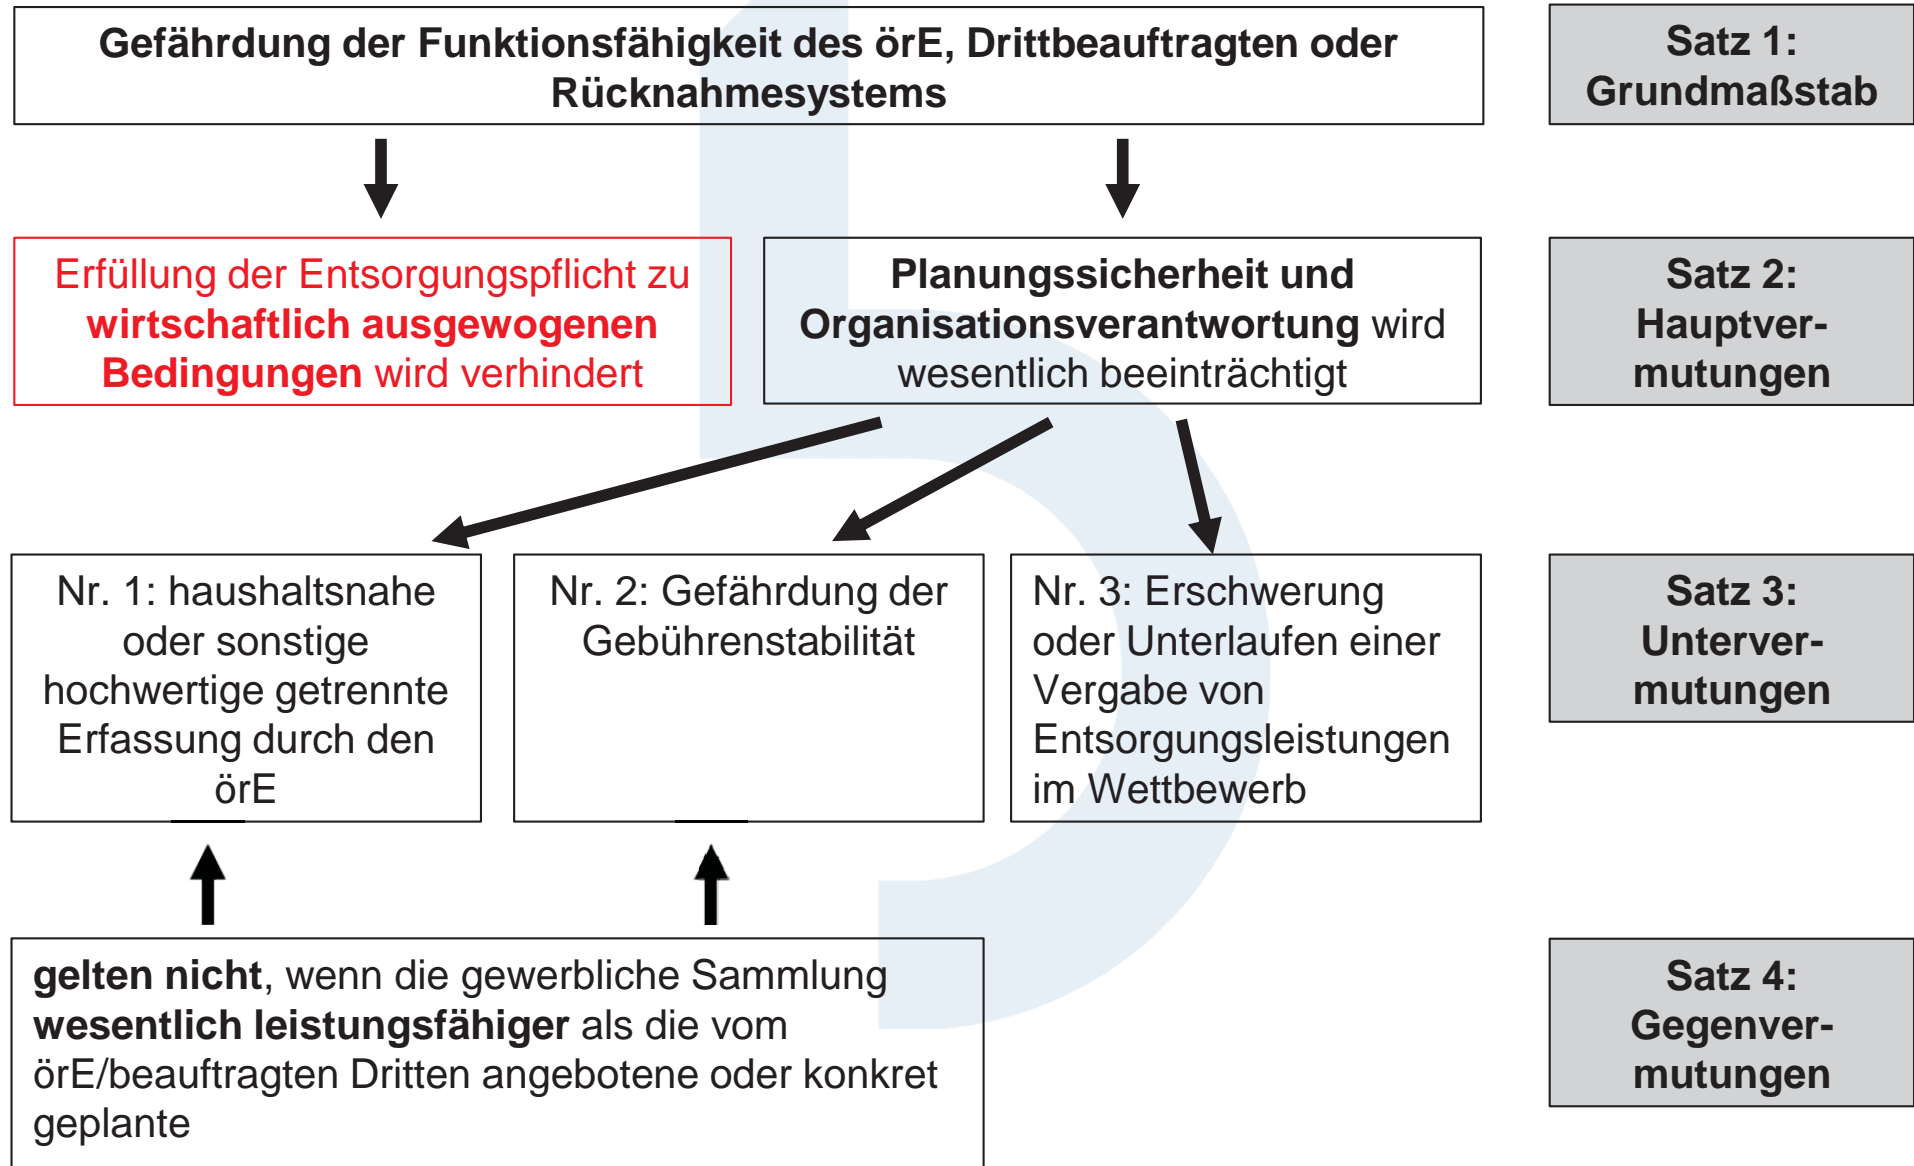 Gefährdung der Funktionsfähigkeit des örE, Drittbeauftragten oder
Rücknahmesystems
Satz 1:
Grundmaßstab
Erfüllung der Entsorgungspflicht zu
wirtschaftlich ausgewogenen
Bedingungen wird verhindert
Planungssicherheit und
Organisationsverantwortung wird
wesentlich beeinträchtigt
Satz 2:
Hauptver-
mutungen
Nr. 1: haushaltsnahe
oder sonstige
hochwertige getrennte
Erfassung durch den
örE
Nr. 2: Gefährdung der
Gebührenstabilität
Nr. 3: Erschwerung
oder Unterlaufen einer
Vergabe von
Entsorgungsleistungen
im Wettbewerb
Satz 3:
Unterver-
mutungen
gelten nicht, wenn die gewerbliche Sammlung
wesentlich leistungsfähiger als die vom
örE/beauftragten Dritten angebotene oder konkret
geplante
Satz 4:
Gegenver-
mutungen